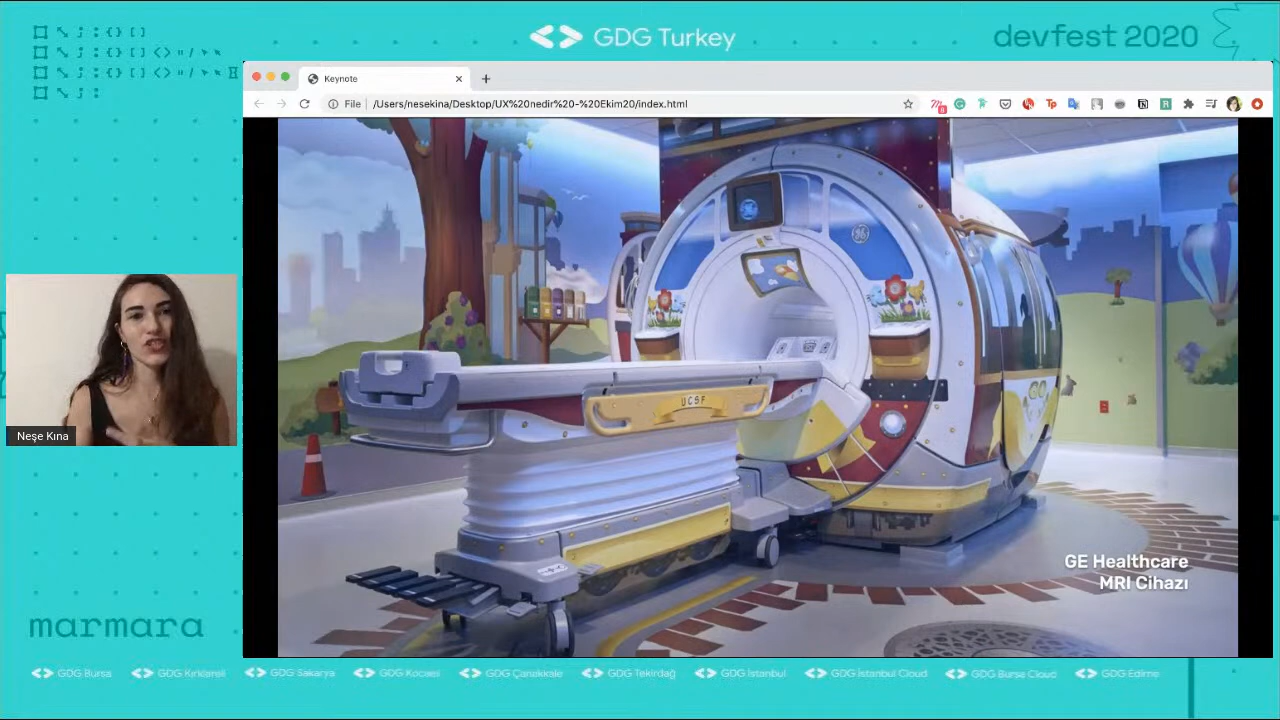 GDG Turkey
devfest 2020
Keynote
File
/Users/nesekina/Desktop/UX%20nedir%20-%20Ekim20/index.html
UCSF
GE Healthcare
MRI Cihazı
Neşe Kına
marmara
GDG Bursa
GDG Kırklareli
GDG Sakarya
GDG Kocaeli
GDG Çanakkale
GDG Tekirdağ
GDG İstanbul
GDG İstanbul Cloud
GDG Bursa Cloud
GDG Edirne